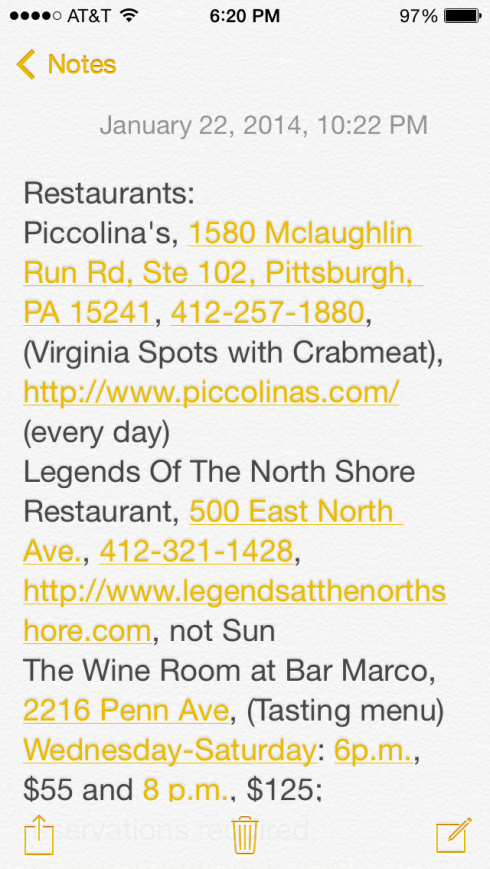 AT&T 6:20 PM 97%
Notes
January 22, 2014, 10:22 PM
Restaurants:
Piccolina's, 1580 Mclaughlin
Run Rd, Ste 102, Pittsburgh,
PA 15241, 412-257-1880,
(Virginia Spots with Crabmeat),
http://www.piccolinas.com/
(every day)
Legends Of The North Shore
Restaurant, 500 East North
Ave., 412-321-1428,
http://www.legendsatthenorths
hore.com, not Sun
The Wine Room at Bar Marco,
2216 Penn Ave, (Tasting menu)
Wednesday-Saturday: 6p.m.,
$55 and 8 p.m., $125;
reservations required,